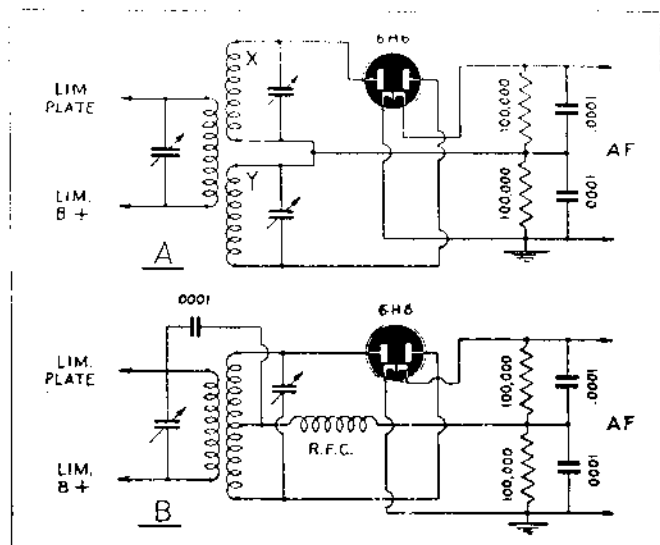 6H6
X
LIM
PLATE
100,000
.0001
Y
AF
LIM.
B +
100,000
.0001
A
.0001
6H6
LIM.
PLATE
100,000
.0001
R.F.C.
AF
LIM.
B +
100,000
.0001
B